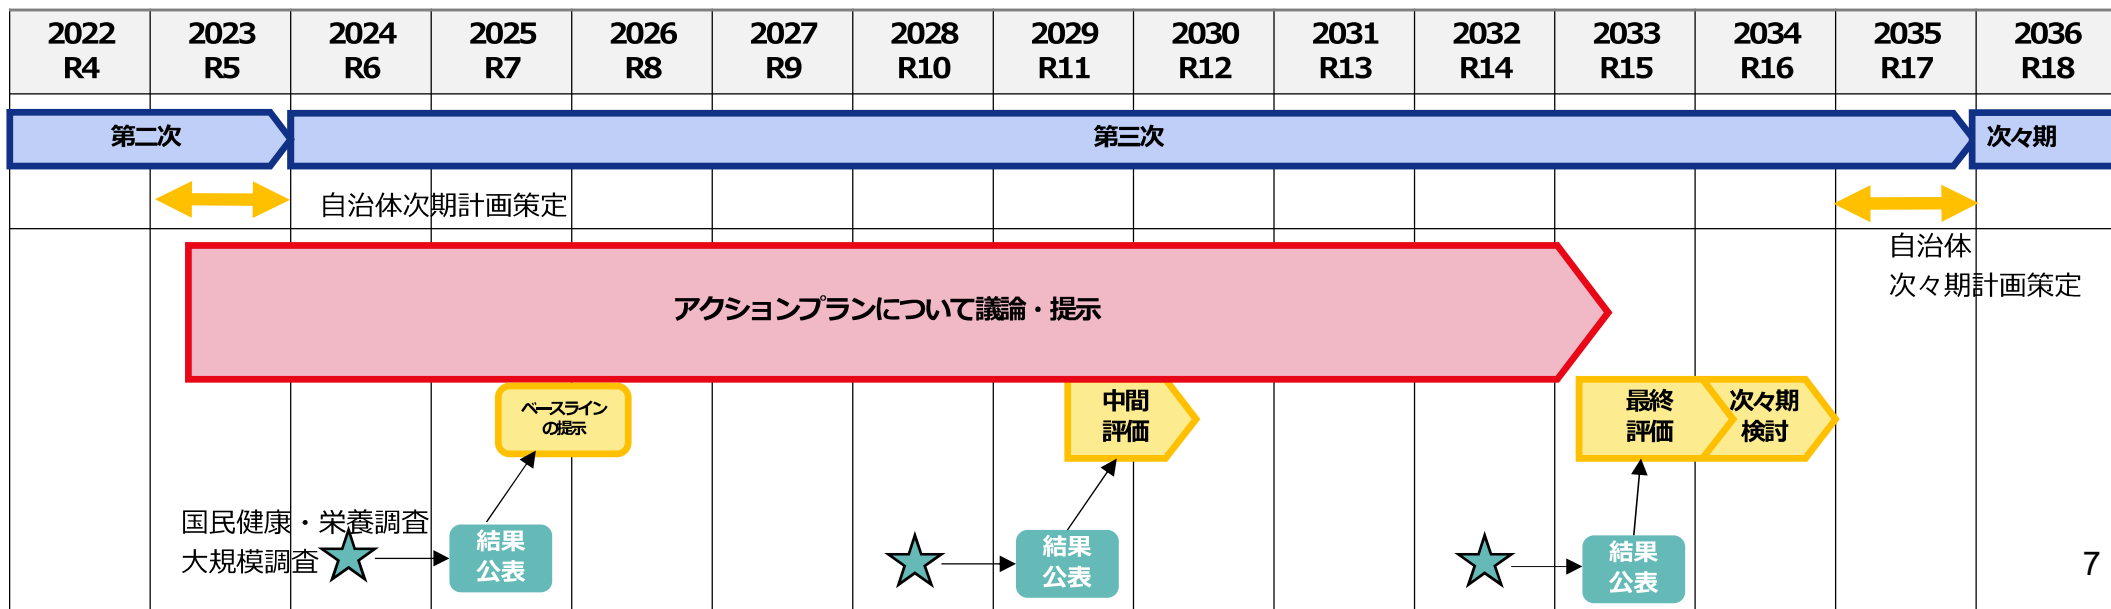 2022 2023 2024 2025 2026 2027 2028 2029 2030 2031 2032 2033 2034 2035 2036
R4 R5 R6 R7 R8 R9 R10 R11 R12 R13 R14 R15 R16 R17 R18
第二次 第三次 次々期
自治体次期計画策定
自治体
次々期計画策定
アクションプランについて議論・提示
ベースライン
の提示
中間
評価
最終
評価
次々期
検討
国民健康・栄養調査
大規模調査
結果
公表
結果
公表
結果
公表
7